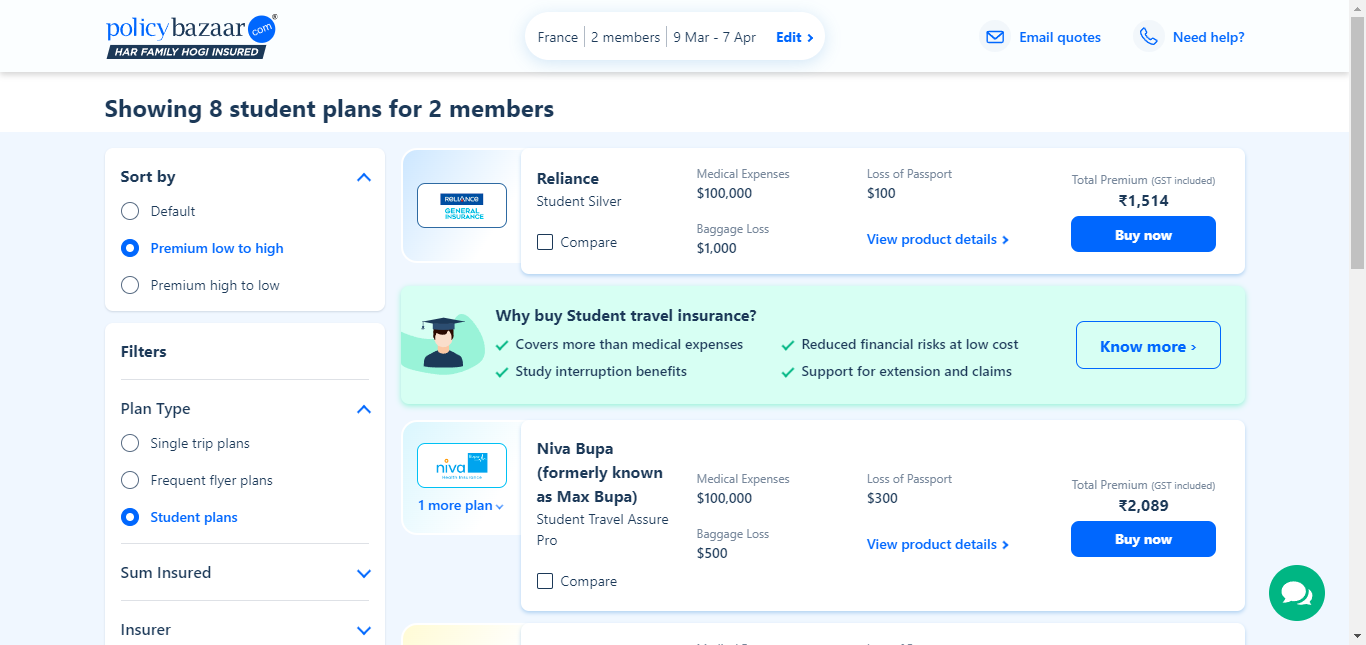 policybazaar.com
HAR FAMILY HOGI INSURED
France
2 members
9 Mar - 7 Apr
Edit
Email quotes
Need help?
Showing 8 student plans for 2 members
Sort by
Default
Premium low to high
Premium high to low
Filters
Plan Type
Single trip plans
Frequent flyer plans
Student plans
Sum Insured
Insurer
RELIANCE
GENERAL
INSURANCE
Reliance
Student Silver
Compare
Medical Expenses
$100,000
Baggage Loss
$1,000
Loss of Passport
$100
View product details
Total Premium (GST included)
₹1,514
Buy now
Why buy Student travel insurance?
Covers more than medical expenses
Reduced financial risks at low cost
Study interruption benefits
Support for extension and claims
Know more ›
niva
Bupa
1 more plan
Niva Bupa
(formerly known
as Max Bupa)
Student Travel Assure
Pro
Compare
Medical Expenses
$100,000
Baggage Loss
$500
Loss of Passport
$300
View product details
Total Premium (GST included)
₹2,089
Buy now